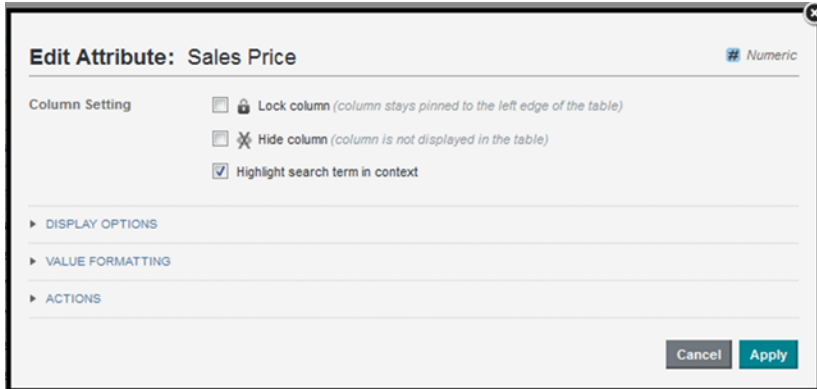 Edit Attribute: Sales Price
# Numeric
Column Setting
Lock column (column stays pinned to the left edge of the table)
Hide column (column is not displayed in the table)
Highlight search term in context
DISPLAY OPTIONS
VALUE FORMATTING
ACTIONS
Cancel
Apply